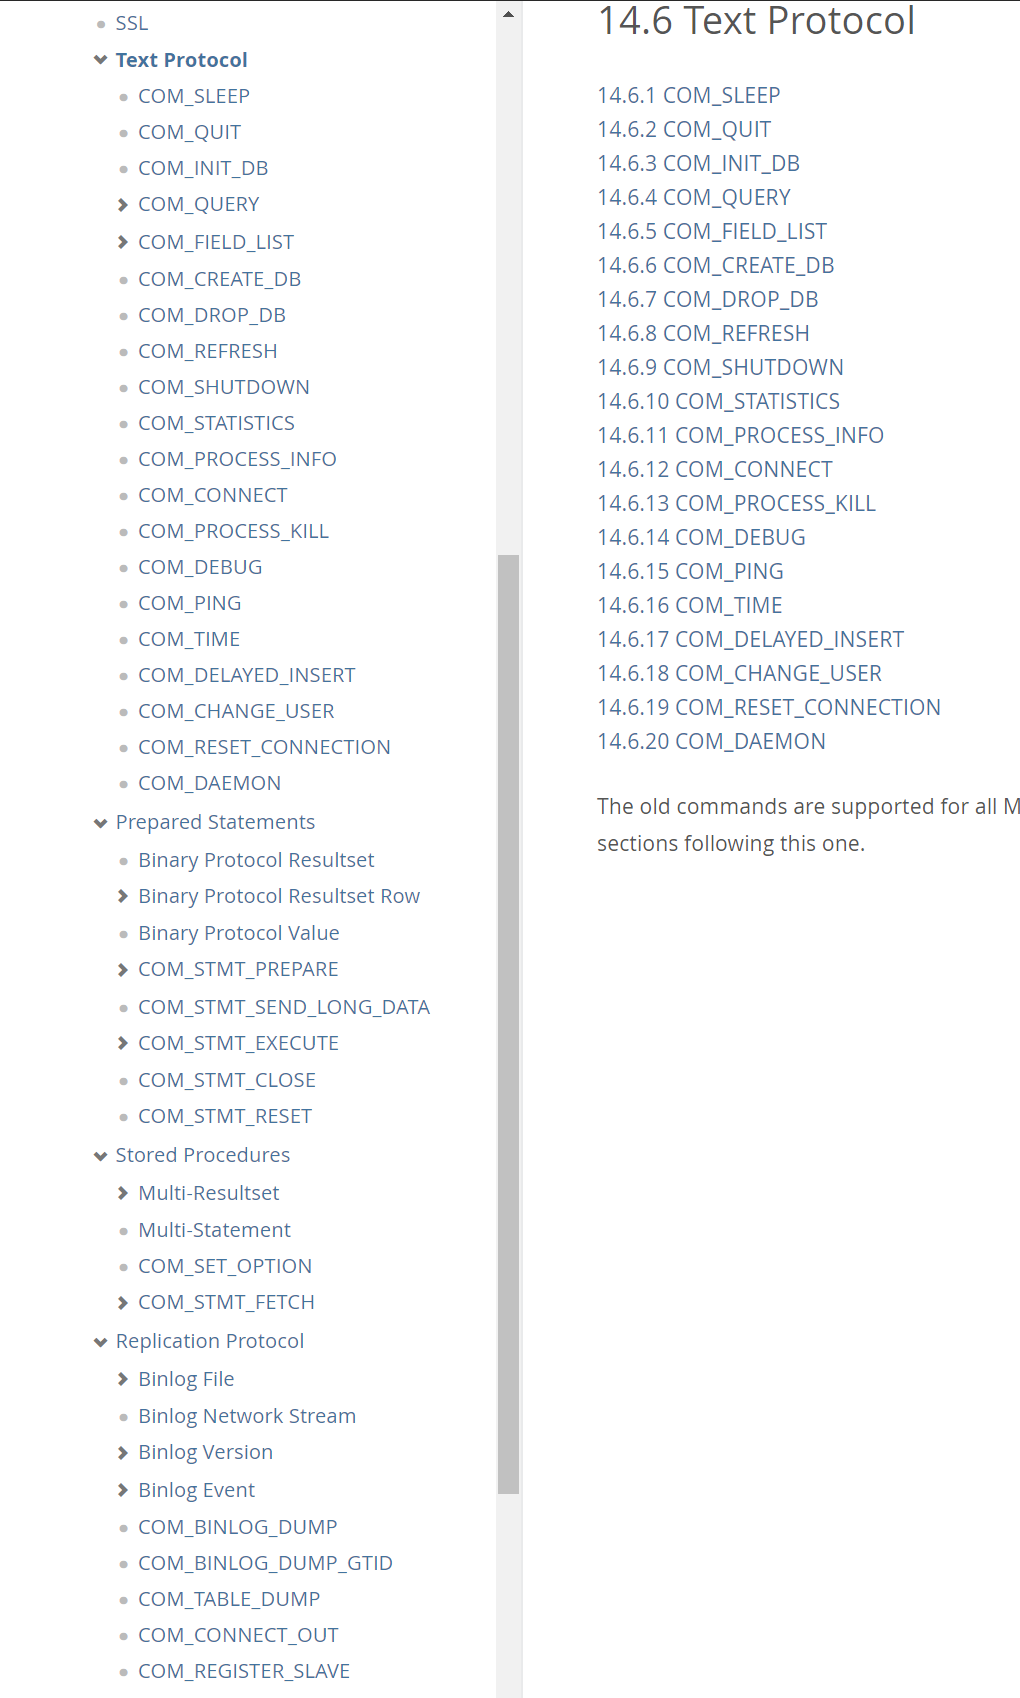 SSL
Text Protocol
COM_SLEEP
COM_QUIT
COM_INIT_DB
COM_QUERY
COM_FIELD_LIST
COM_CREATE_DB
COM_DROP_DB
COM_REFRESH
COM_SHUTDOWN
COM_STATISTICS
COM_PROCESS_INFO
COM_CONNECT
COM_PROCESS_KILL
COM_DEBUG
COM_PING
COM_TIME
COM_DELAYED_INSERT
COM_CHANGE_USER
COM_RESET_CONNECTION
COM_DAEMON
Prepared Statements
Binary Protocol Resultset
Binary Protocol Resultset Row
Binary Protocol Value
COM_STMT_PREPARE
COM_STMT_SEND_LONG_DATA
COM_STMT_EXECUTE
COM_STMT_CLOSE
COM_STMT_RESET
Stored Procedures
Multi-Resultset
Multi-Statement
COM_SET_OPTION
COM_STMT_FETCH
Replication Protocol
Binlog File
Binlog Network Stream
Binlog Version
Binlog Event
COM_BINLOG_DUMP
COM_BINLOG_DUMP_GTID
COM_TABLE_DUMP
COM_CONNECT_OUT
COM_REGISTER_SLAVE
14.6 Text Protocol
14.6.1 COM_SLEEP
14.6.2 COM_QUIT
14.6.3 COM_INIT_DB
14.6.4 COM_QUERY
14.6.5 COM_FIELD_LIST
14.6.6 COM_CREATE_DB
14.6.7 COM_DROP_DB
14.6.8 COM_REFRESH
14.6.9 COM_SHUTDOWN
14.6.10 COM_STATISTICS
14.6.11 COM_PROCESS_INFO
14.6.12 COM_CONNECT
14.6.13 COM_PROCESS_KILL
14.6.14 COM_DEBUG
14.6.15 COM_PING
14.6.16 COM_TIME
14.6.17 COM_DELAYED_INSERT
14.6.18 COM_CHANGE_USER
14.6.19 COM_RESET_CONNECTION
14.6.20 COM_DAEMON
The old commands are supported for all M
sections following this one.